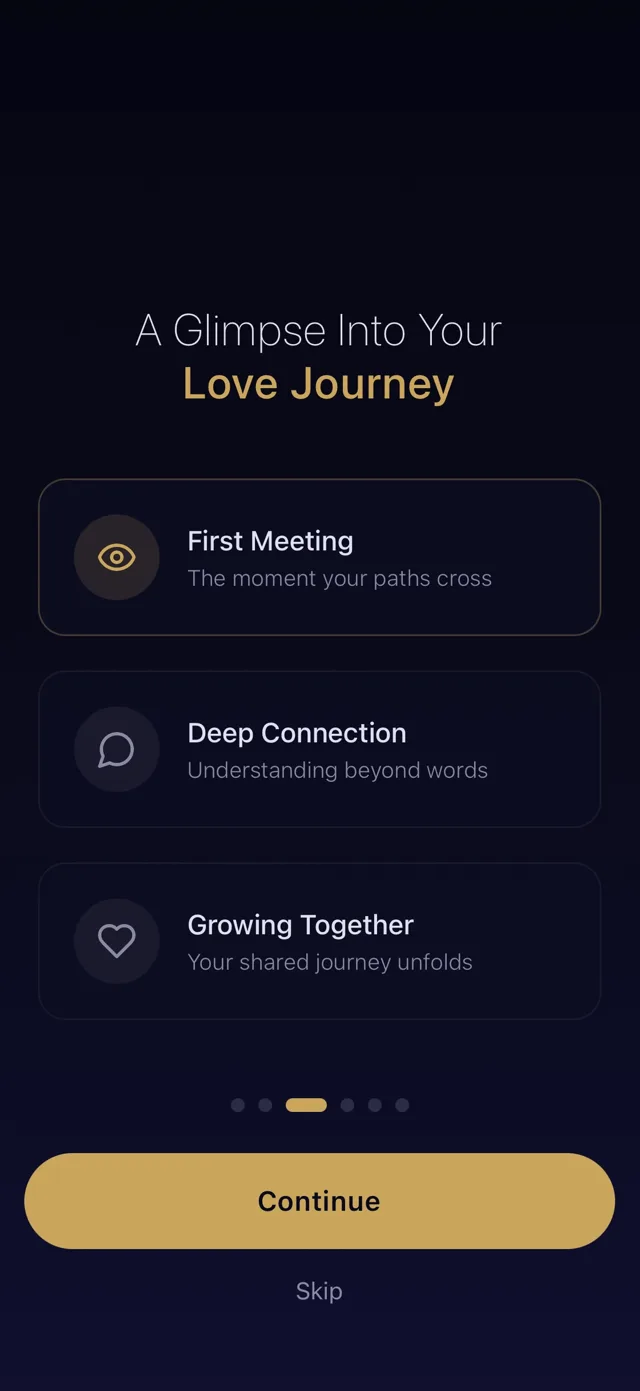 A Glimpse Into Your
Love Journey
First Meeting
The moment your paths cross
Deep Connection
Understanding beyond words
Growing Together
Your shared journey unfolds
Continue
Skip